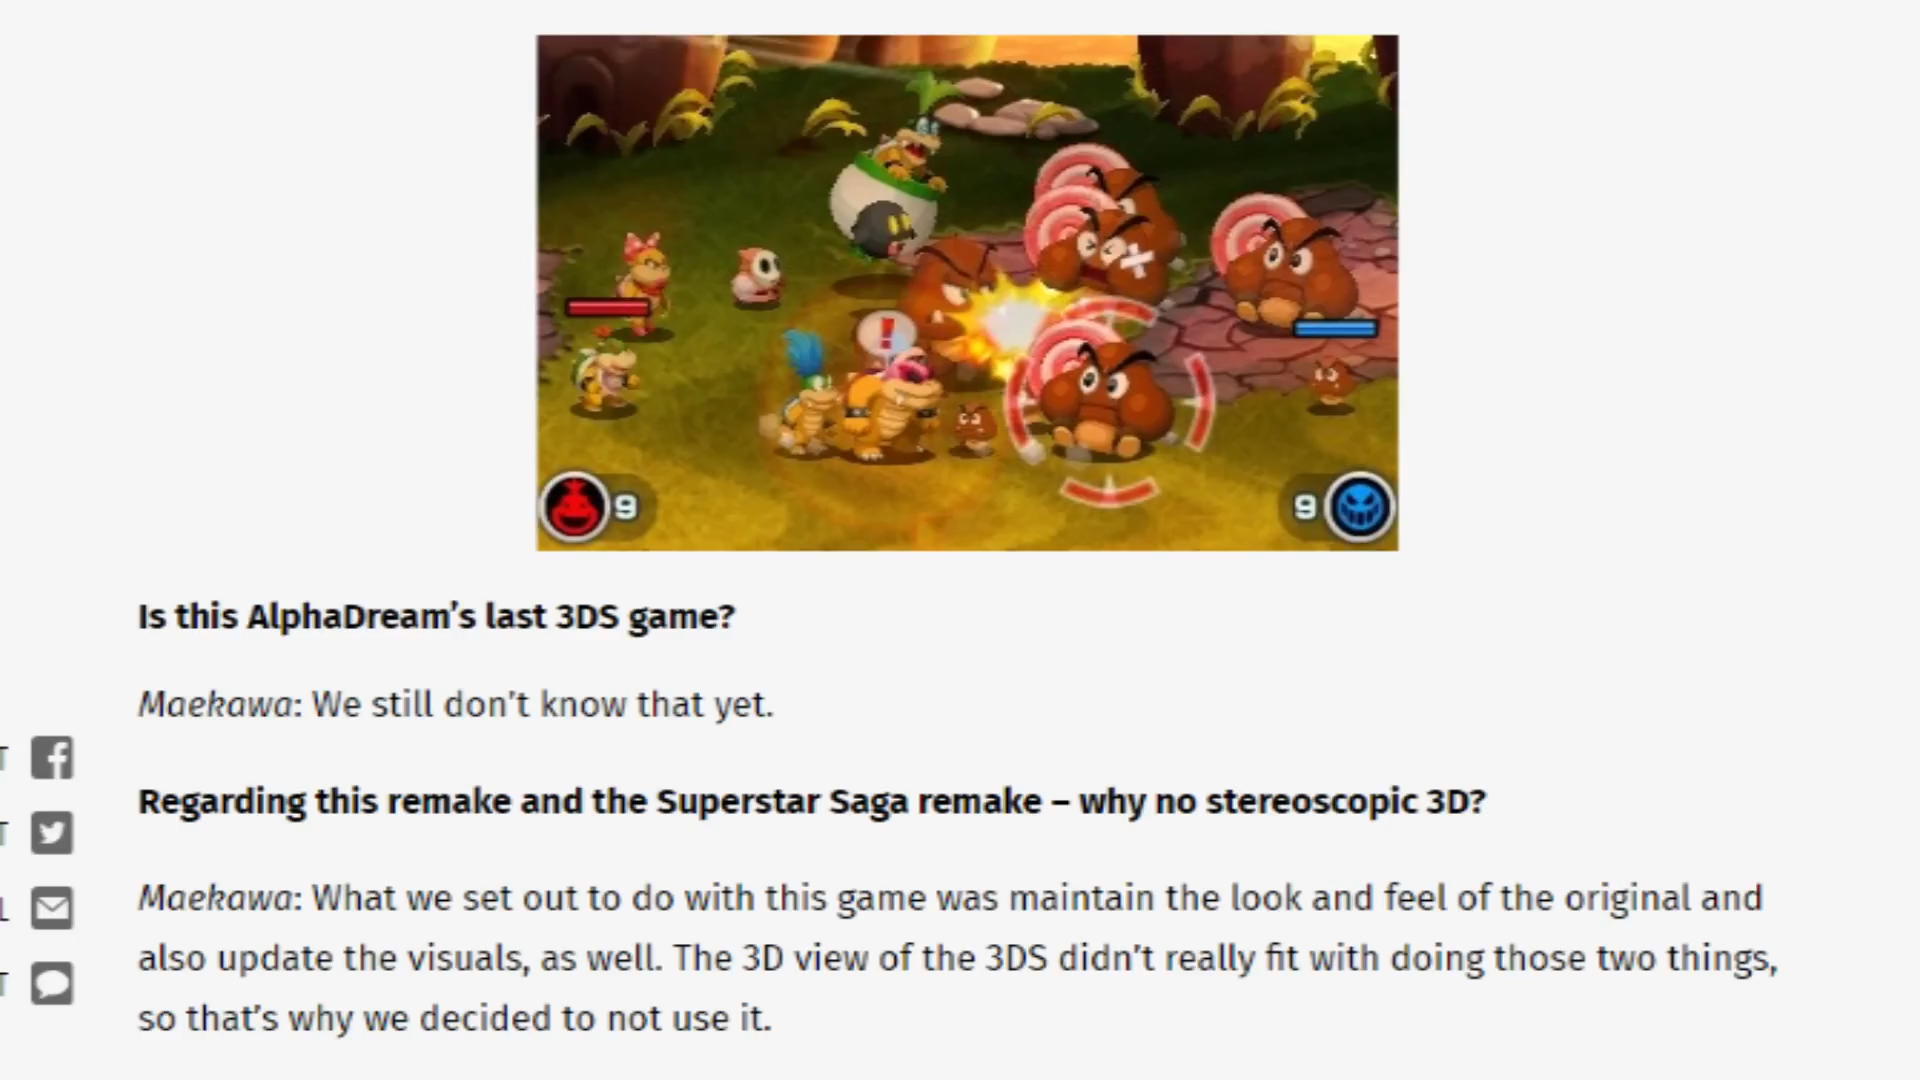 !
9
9
Is this AlphaDream’s last 3DS game?
Maekawa: We still don’t know that yet.
T
Regarding this remake and the Superstar Saga remake – why no stereoscopic 3D?
T
Maekawa: What we set out to do with this game was maintain the look and feel of the original and
L
also update the visuals, as well. The 3D view of the 3DS didn’t really fit with doing those two things,
T
so that’s why we decided to not use it.